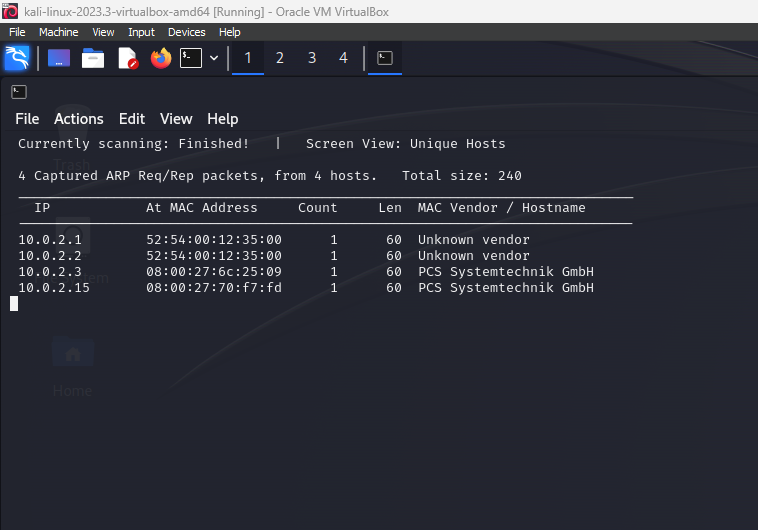 kali-linux-2023.3-virtualbox-amd64 [Running] - Oracle VM VirtualBox
File Machine View Input Devices Help
$_ 1 2 3 4 $_
File Actions Edit View Help
Currently scanning: Finished! | Screen View: Unique Hosts
4 Captured ARP Req/Rep packets, from 4 hosts. Total size: 240
IP At MAC Address Count Len MAC Vendor / Hostname
10.0.2.1 52:54:00:12:35:00 1 60 Unknown vendor
10.0.2.2 52:54:00:12:35:00 1 60 Unknown vendor
10.0.2.3 08:00:27:6c:25:09 1 60 PCS Systemtechnik GmbH
10.0.2.15 08:00:27:70:f7:fd 1 60 PCS Systemtechnik GmbH
Trash
Home